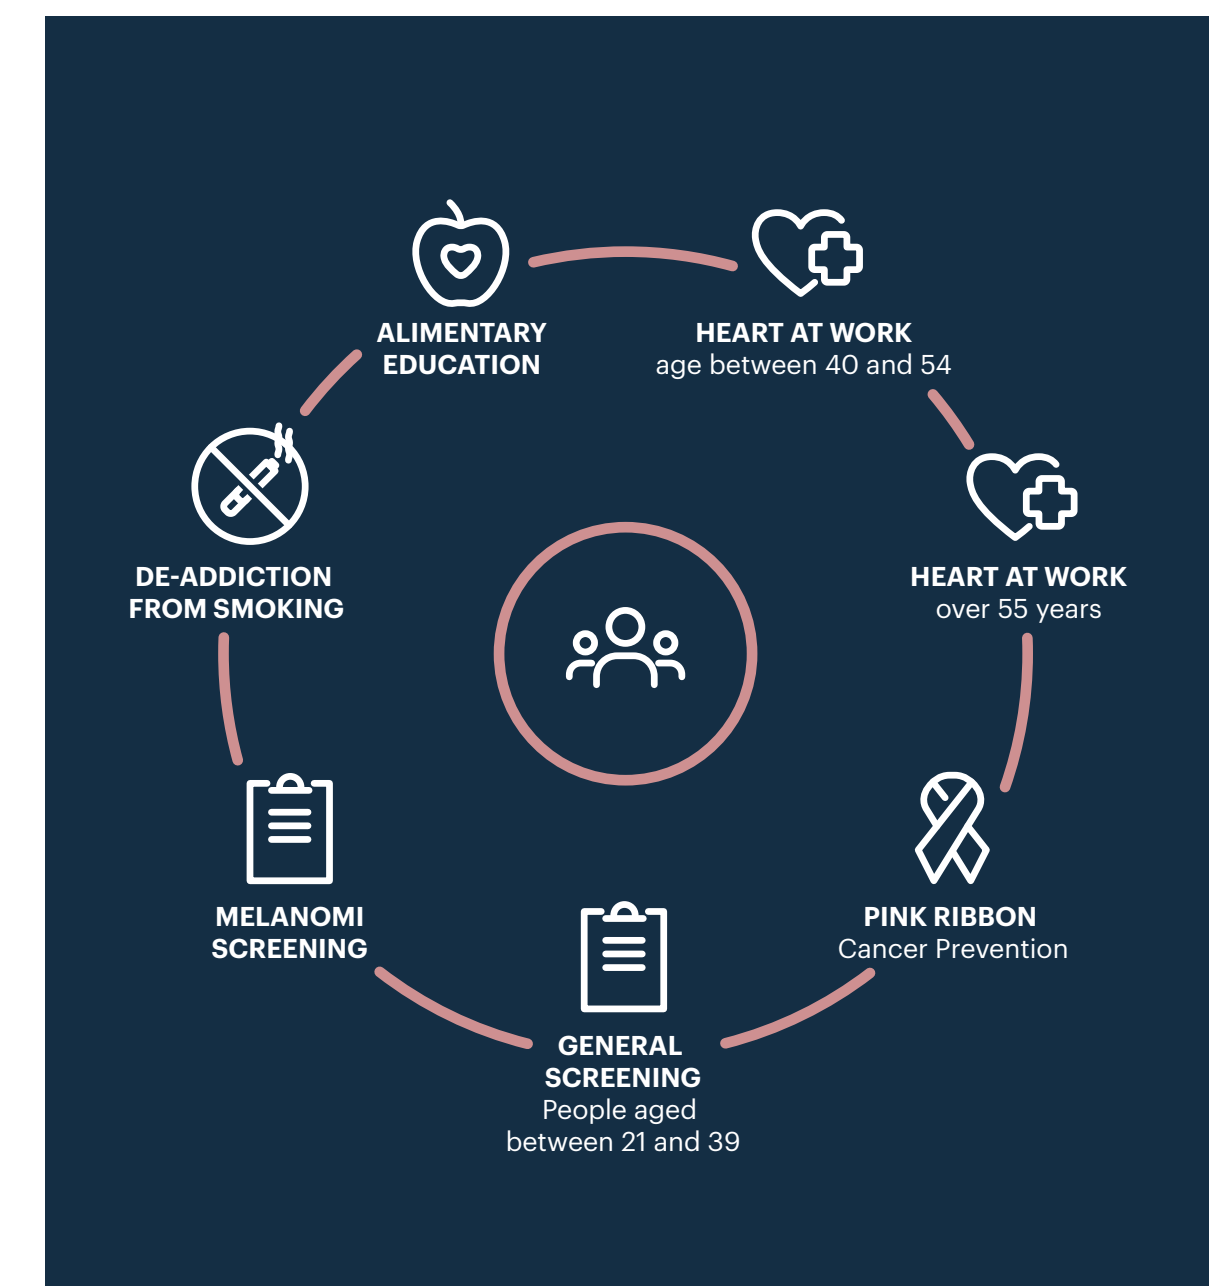 ALIMENTARY
EDUCATION
HEART AT WORK
age between 40 and 54
DE-ADDICTION
FROM SMOKING
HEART AT WORK
over 55 years
MELANOMI
SCREENING
PINK RIBBON
Cancer Prevention
GENERAL
SCREENING
People aged
between 21 and 39